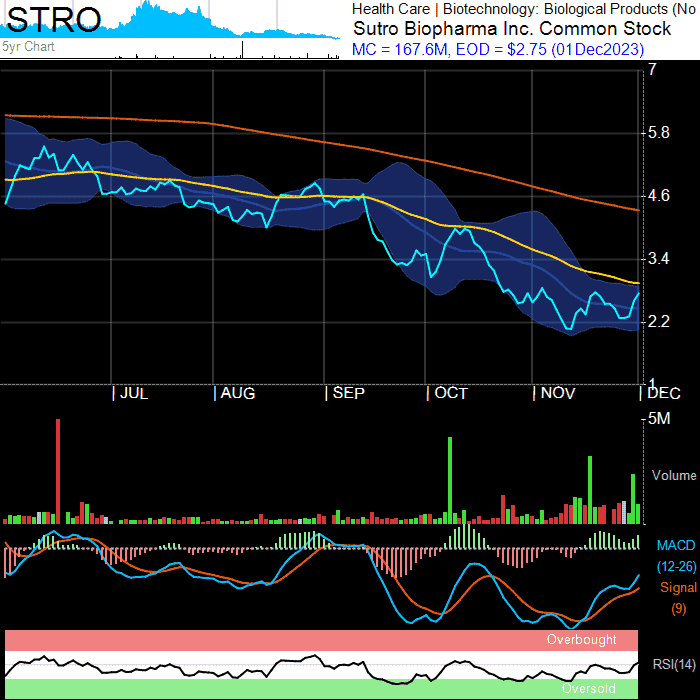 STRO
5yr Chart
Health Care | Biotechnology: Biological Products (No
Sutro Biopharma Inc. Common Stock
MC = 167.6M, EOD = $2.75 (01Dec2023)
7
5.8
4.6
3.4
2.2
1
JUL
AUG
SEP
OCT
NOV
DEC
5M
Volume
MACD
(12-26)
Signal
(9)
Overbought
RSI(14)
Oversold